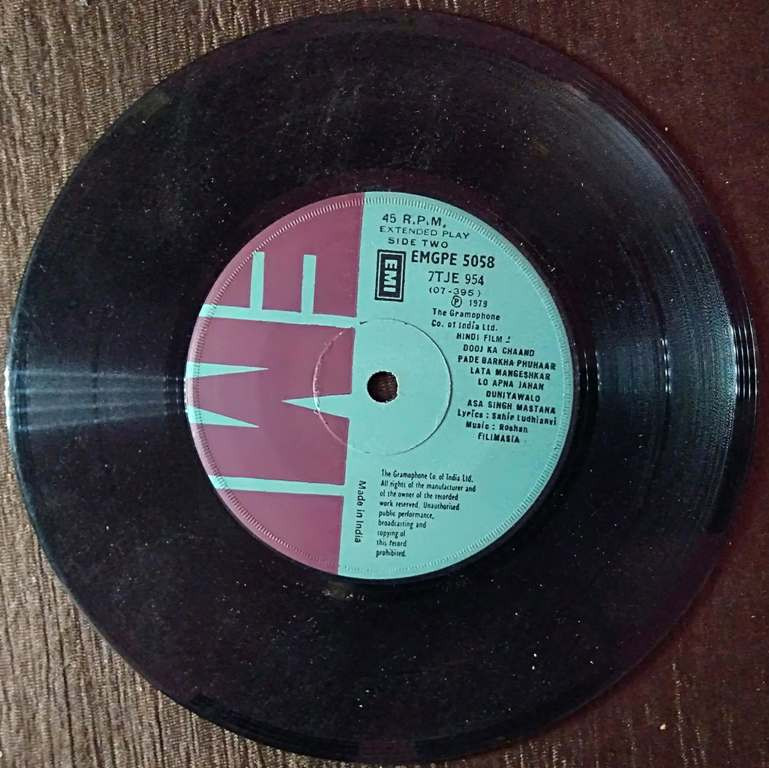 45 R.P.M.
EXTENDED PLAY
SIDE TWO
EMI
EMGPE 5058
7TJE 954
(07-395)
Ⓟ 1979
The Gramophone
Co. of India Ltd.
HINDI FILM :
DOOJ KA CHAAND
PADE BARKHA PHUHAAR
LATA MANGESHKAR
LO APNA JAHAN
DUNIYAWALO
ASA SINGH MASTANA
Lyrics : Sahir Ludhianvi
Music : Roshan
FILIMASIA
The Gramophone Co. of India Ltd.
All rights of the manufacturer and
of the owner of the recorded
work reserved. Unauthorised
public performance,
broadcasting and
copying of
this record
prohibited.
Made in India
EMI